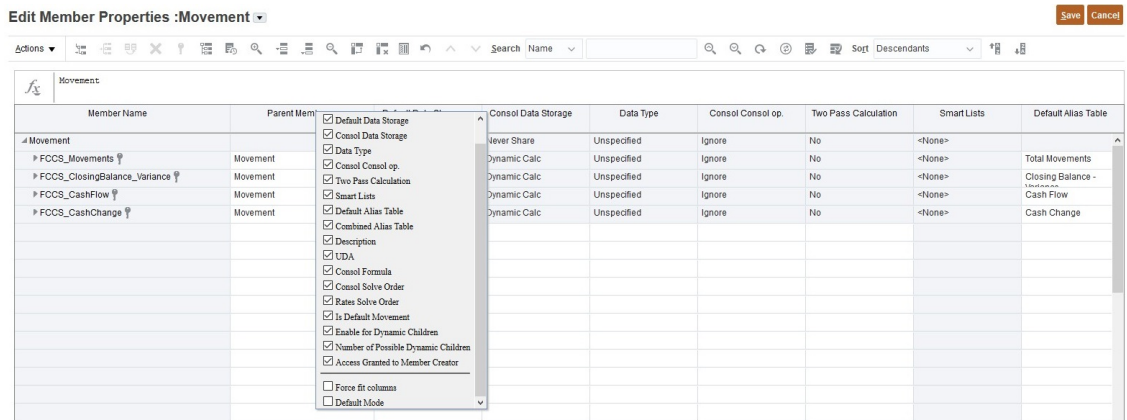 Edit Member Properties :Movement
Save Cancel
Actions Search Name Sort Descendants
fx Movement
Member Name Parent Mem Consol Data Storage Data Type Consol Consol op. Two Pass Calculation Smart Lists Default Alias Table
Movement Never Share Unspecified Ignore No <None>
FCCS_Movements Movement Dynamic Calc Unspecified Ignore No <None> Total Movements
FCCS_ClosingBalance_Variance Movement Dynamic Calc Unspecified Ignore No <None> Closing Balance -
Variance
FCCS_CashFlow Movement Dynamic Calc Unspecified Ignore No <None> Cash Flow
FCCS_CashChange Movement Dynamic Calc Unspecified Ignore No <None> Cash Change
Default Data Storage
Consol Data Storage
Data Type
Consol Consol op.
Two Pass Calculation
Smart Lists
Default Alias Table
Combined Alias Table
Description
UDA
Consol Formula
Consol Solve Order
Rates Solve Order
Is Default Movement
Enable for Dynamic Children
Number of Possible Dynamic Children
Access Granted to Member Creator
Force fit columns
Default Mode